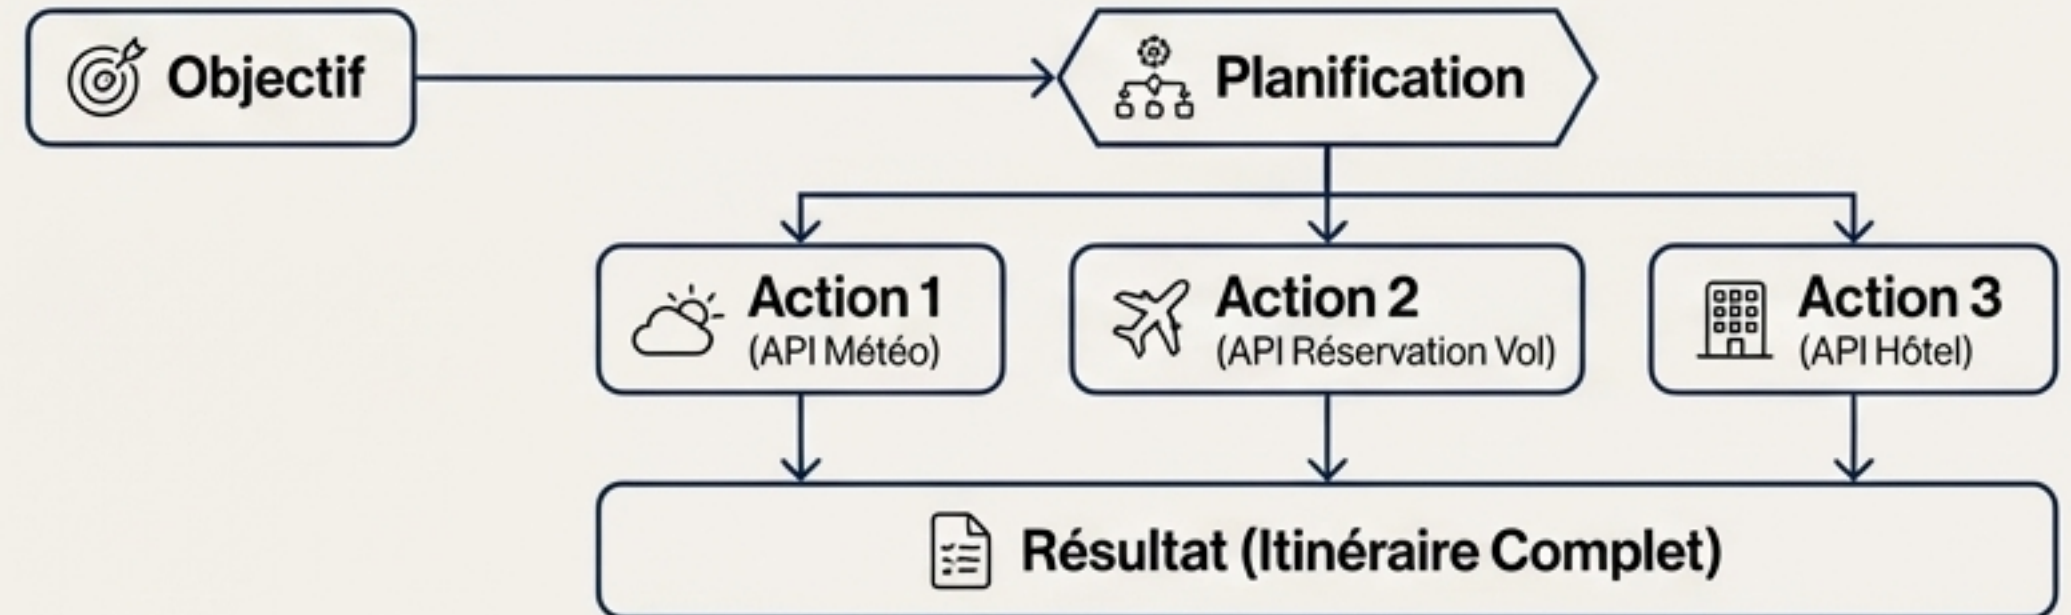 Objectif
Planification
Action 1
(API Météo)
Action 2
(API Réservation Vol)
Action 3
(API Hôtel)
Résultat (Itinéraire Complet)